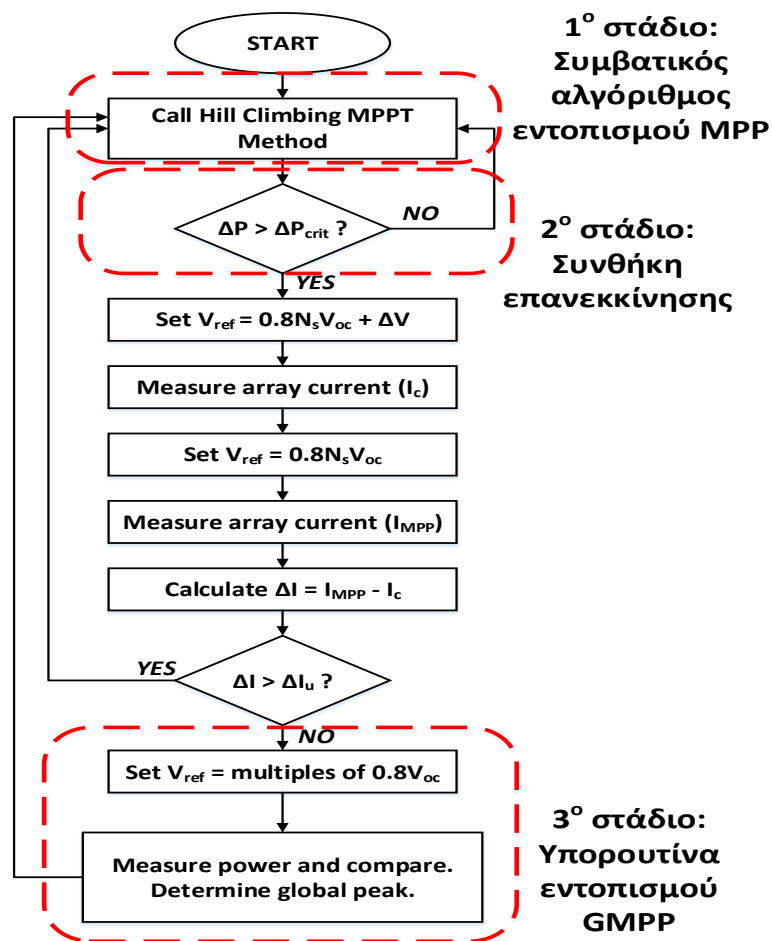 START
1ο στάδιο:
Συμβατικός
αλγόριθμος
εντοπισμού MPP
Call Hill Climbing MPPT
Method
ΔP > ΔPcrit ?
NO
2ο στάδιο:
Συνθήκη
επανεκκίνησης
YES
Set Vref = 0.8NsVoc + ΔV
Measure array current (Ic)
Set Vref = 0.8NsVoc
Measure array current (IMPP)
Calculate ΔI = IMPP - Ic
YES
ΔI > ΔIu ?
NO
Set Vref = multiples of 0.8Voc
Measure power and compare.
Determine global peak.
3ο στάδιο:
Υπορουτίνα
εντοπισμού
GMPP